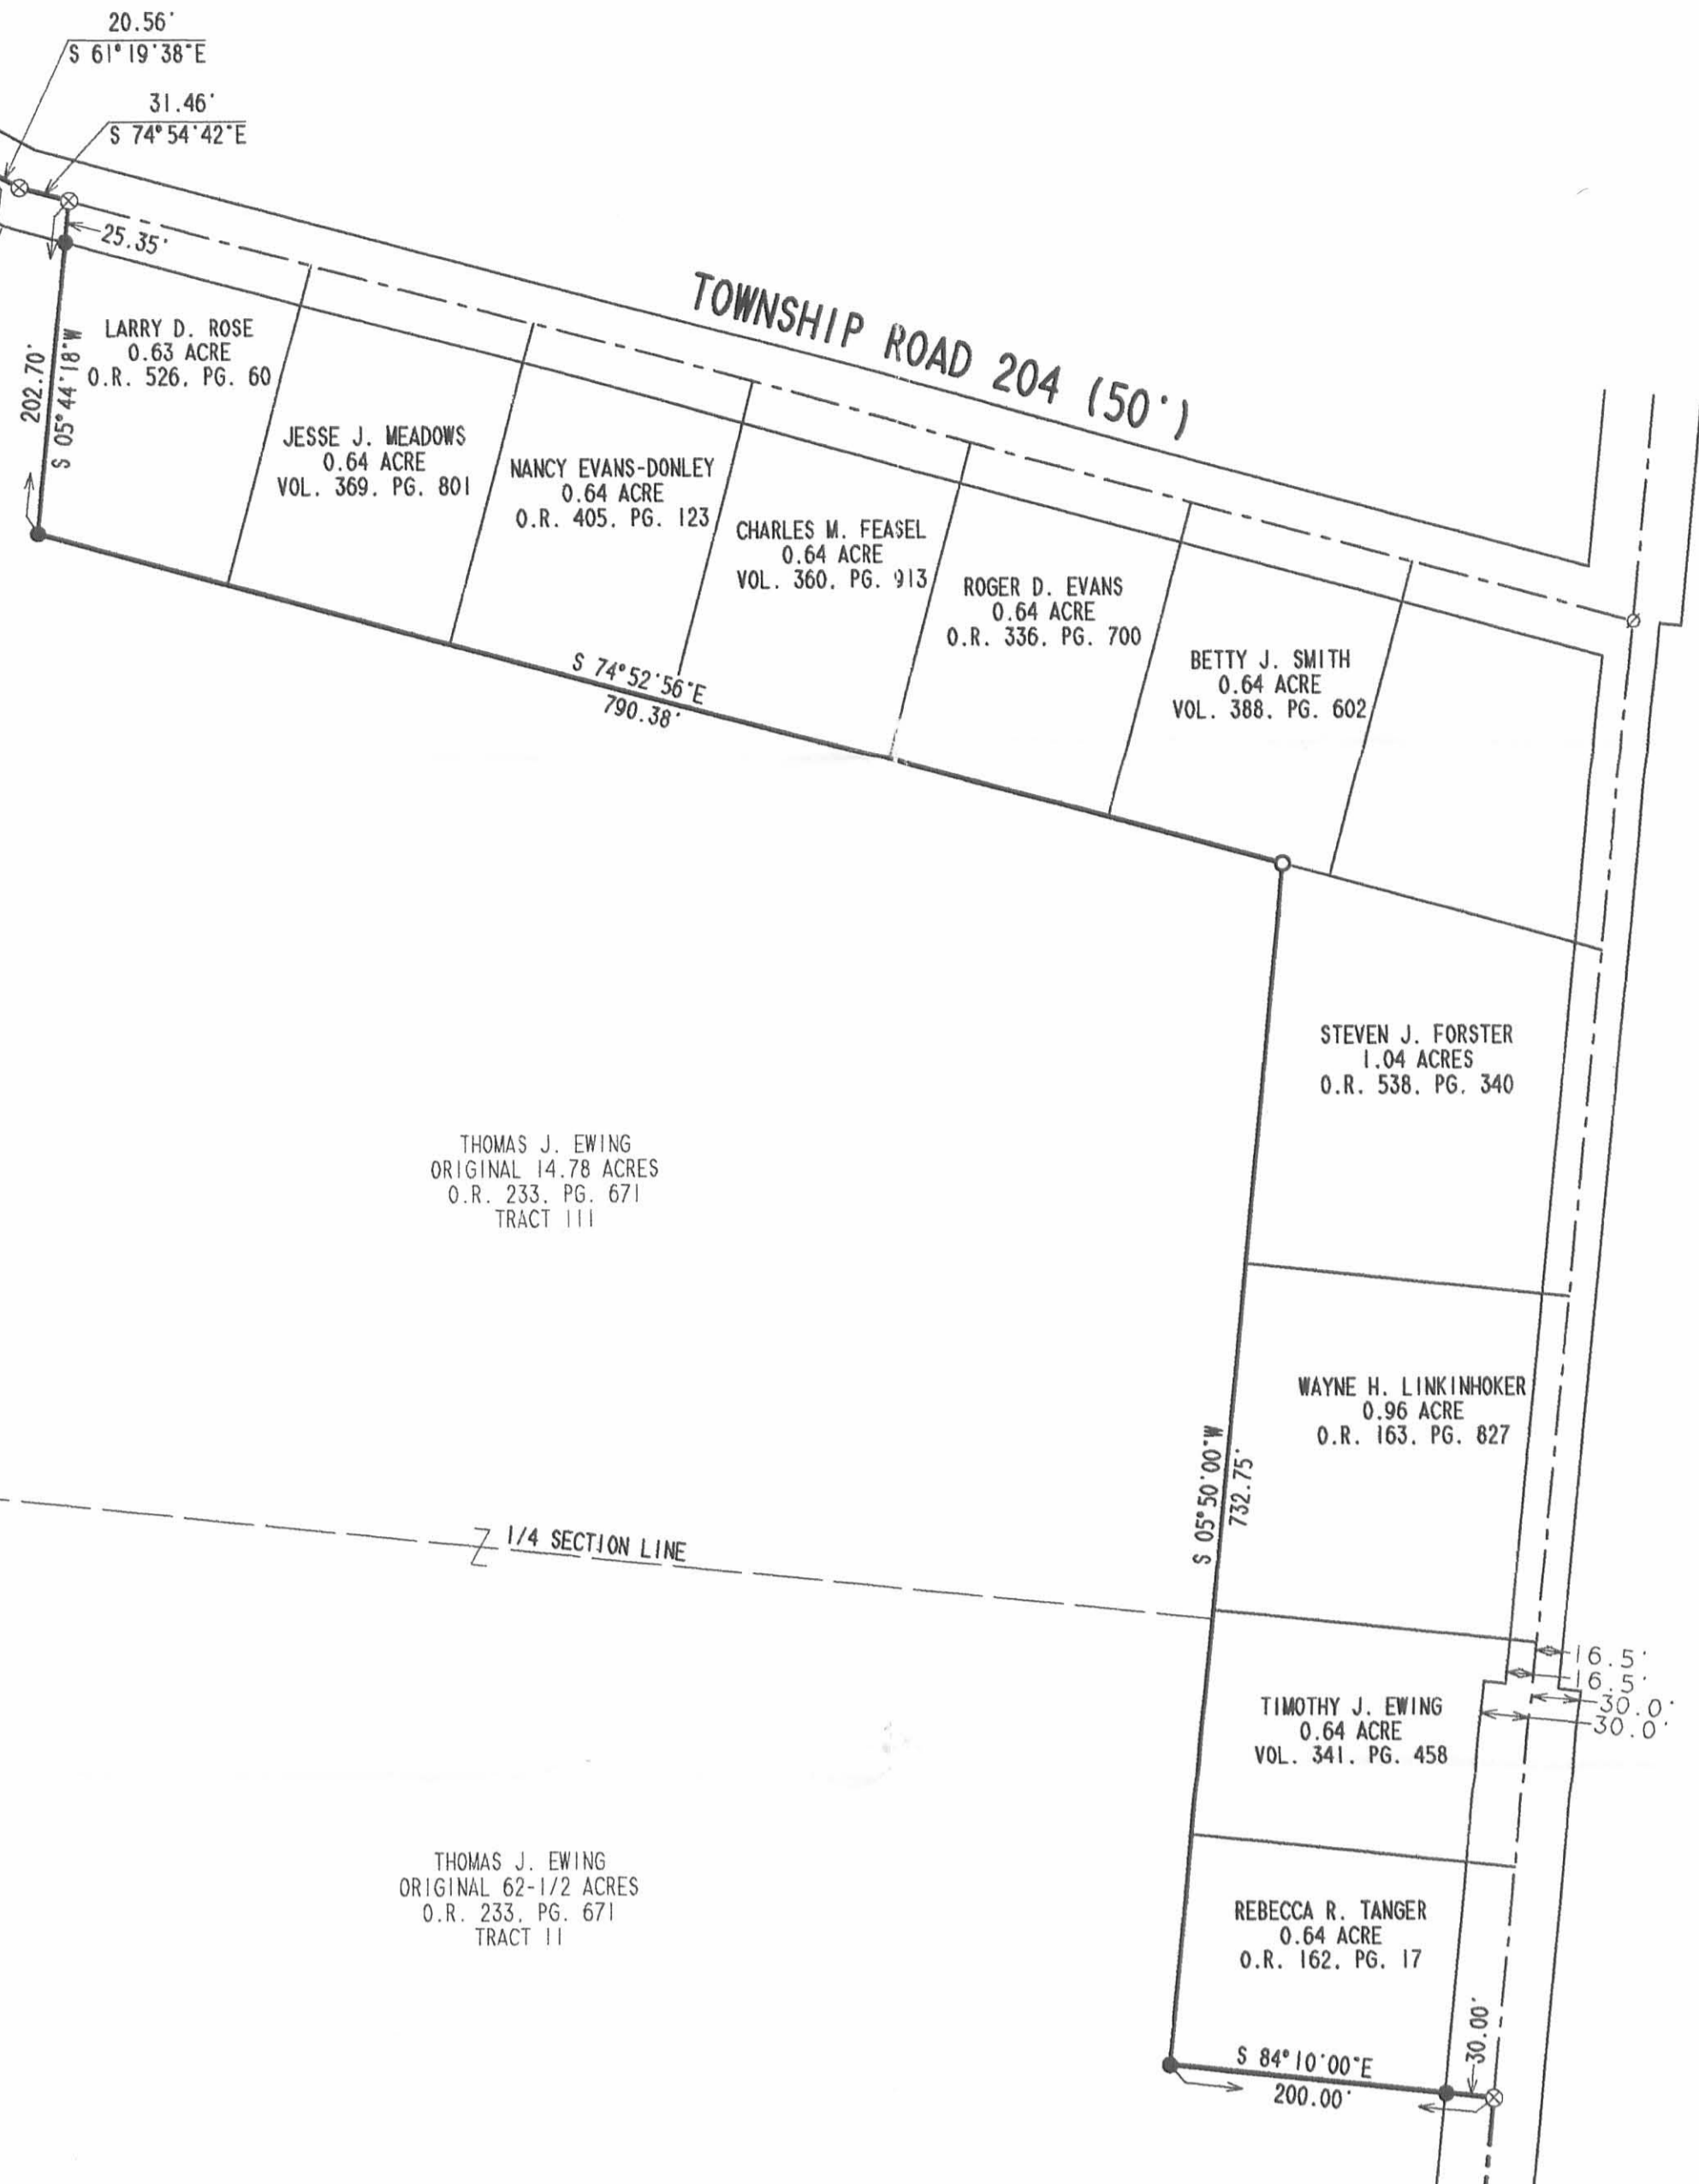 20.56'
S 61°19'38"E
31.46'
S 74°54'42"E
25.35'
TOWNSHIP ROAD 204 (50')
202.70'
S 05°44'18"W
LARRY D. ROSE
0.63 ACRE
O.R. 526, PG. 60
JESSE J. MEADOWS
0.64 ACRE
VOL. 369, PG. 801
NANCY EVANS-DONLEY
0.64 ACRE
O.R. 405, PG. 123
CHARLES M. FEASEL
0.64 ACRE
VOL. 360, PG. 913
ROGER D. EVANS
0.64 ACRE
O.R. 336, PG. 700
BETTY J. SMITH
0.64 ACRE
VOL. 388, PG. 602
S 74°52'56"E
790.38'
STEVEN J. FORSTER
1.04 ACRES
O.R. 538, PG. 340
THOMAS J. EWING
ORIGINAL 14.78 ACRES
O.R. 233, PG. 671
TRACT III
WAYNE H. LINKINHOKER
0.96 ACRE
O.R. 163, PG. 827
S 05°50'00"W
732.75'
1/4 SECTION LINE
16.5'
16.5'
30.0'
30.0'
TIMOTHY J. EWING
0.64 ACRE
VOL. 341, PG. 458
THOMAS J. EWING
ORIGINAL 62-1/2 ACRES
O.R. 233, PG. 671
TRACT II
REBECCA R. TANGER
0.64 ACRE
O.R. 162, PG. 17
30.00'
S 84°10'00"E
200.00'